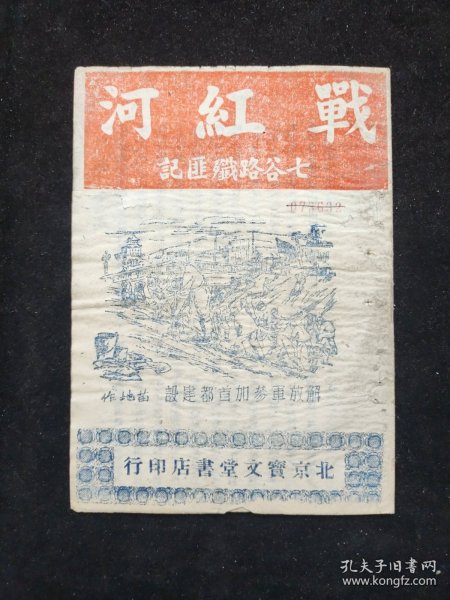 戰紅河
七谷路殲匪記
074632
解放軍參加首都建設 苗地作
北京寶文堂書店印行
孔夫子旧书网
www.kongfz.com